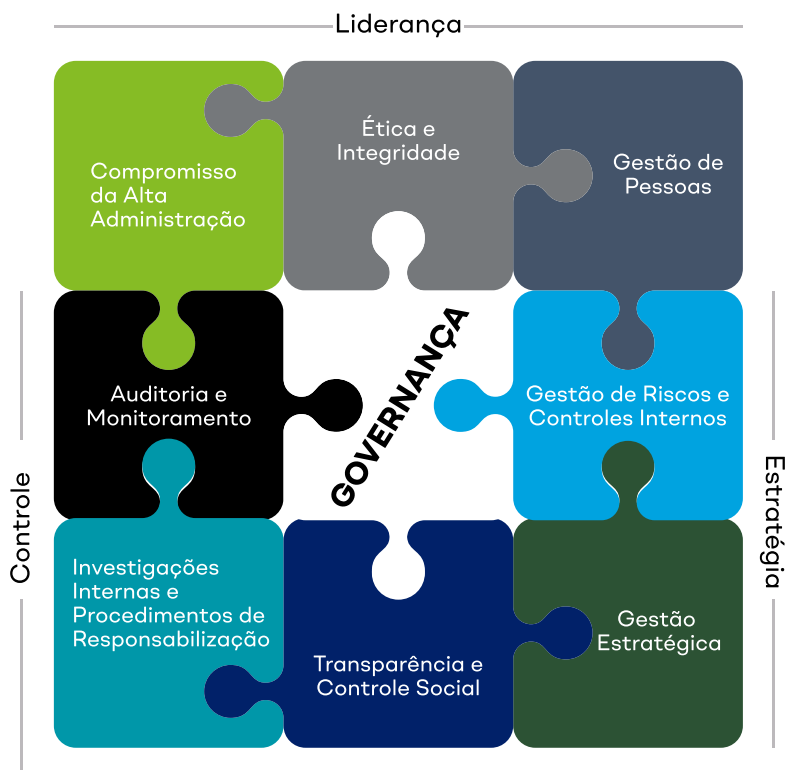 Liderança
Compromisso
da Alta
Administração
Ética e
Integridade
Gestão de
Pessoas
Auditoria e
Monitoramento
GOVERNANÇA
Gestão de Riscos e
Controles Internos
Controle
Estratégia
Investigações
Internas e
Procedimentos de
Responsabilização
Transparência e
Controle Social
Gestão
Estratégica